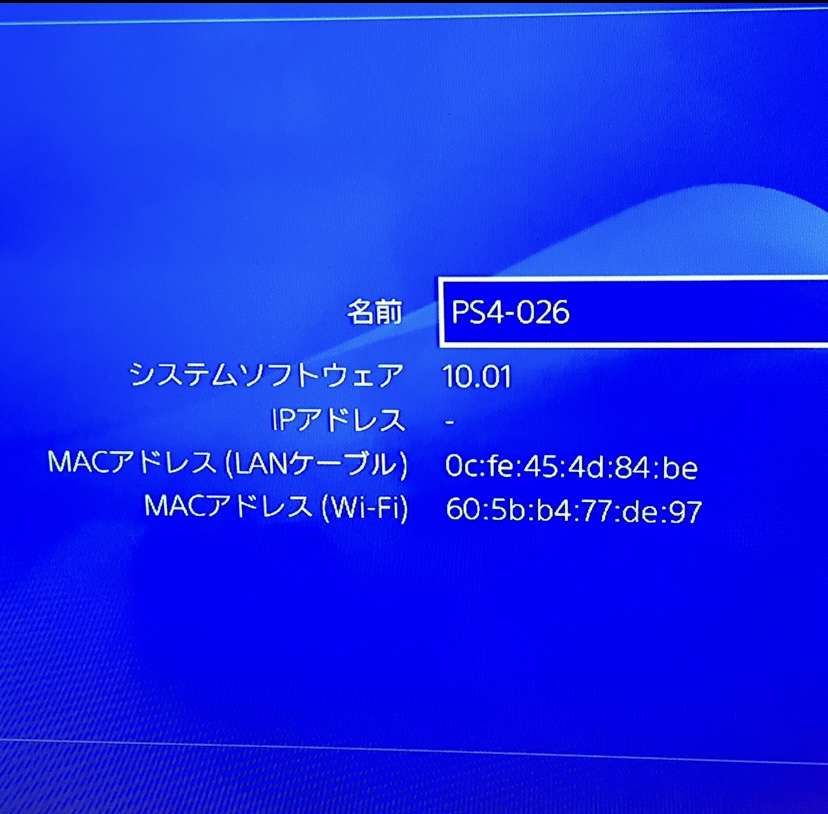 名前 PS4-026
システムソフトウェア 10.01
IPアドレス -
MACアドレス (LANケーブル) 0c:fe:45:4d:84:be
MACアドレス (Wi-Fi) 60:5b:b4:77:de:97